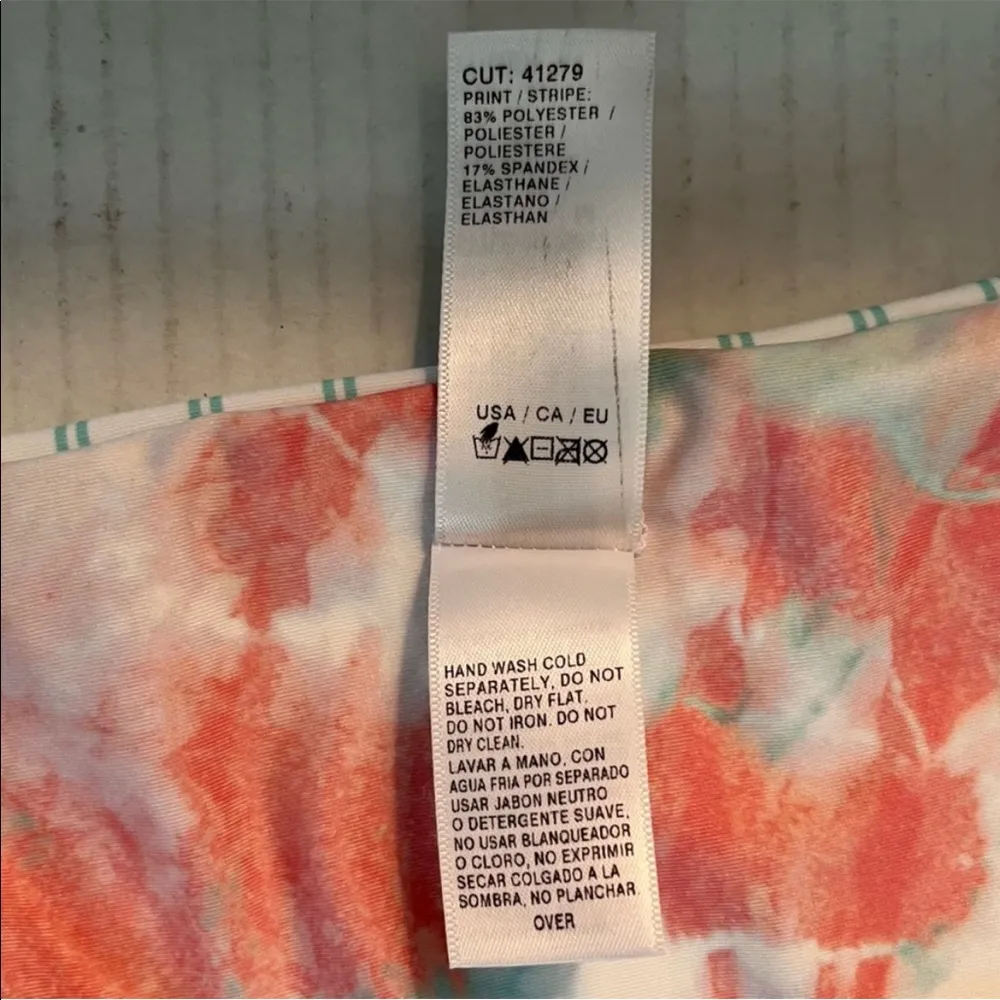 CUT: 41279
PRINT / STRIPE:
83% POLYESTER /
POLIESTER /
POLIESTERE
17% SPANDEX /
ELASTHANE /
ELASTANO /
ELASTHAN
USA / CA / EU
HAND WASH COLD
SEPARATELY, DO NOT
BLEACH, DRY FLAT.
DO NOT IRON. DO NOT
DRY CLEAN.
LAVAR A MANO, CON
AGUA FRIA POR SEPARADO
USAR JABON NEUTRO
O DETERGENTE SUAVE,
NO USAR BLANQUEADOR
O CLORO, NO EXPRIMIR
SECAR COLGADO A LA
SOMBRA, NO PLANCHAR
OVER